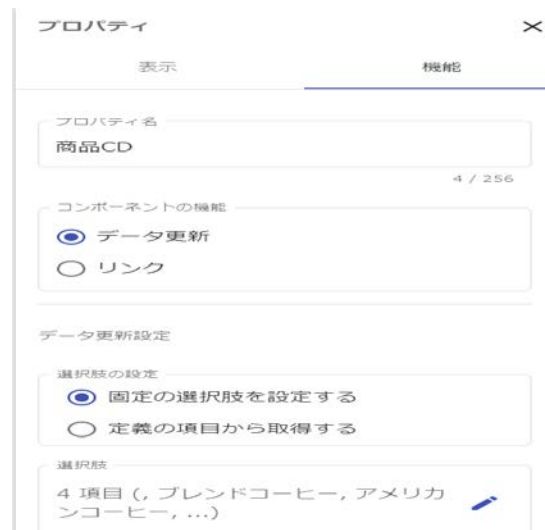 プロパティ
表示 機能
プロパティ名
商品CD
4 / 256
コンポーネントの機能
データ更新
リンク
データ更新設定
選択肢の設定
固定の選択肢を設定する
定義の項目から取得する
選択肢
4 項目 (, ブレンドコーヒー, アメリカ
ンコーヒー, ...)